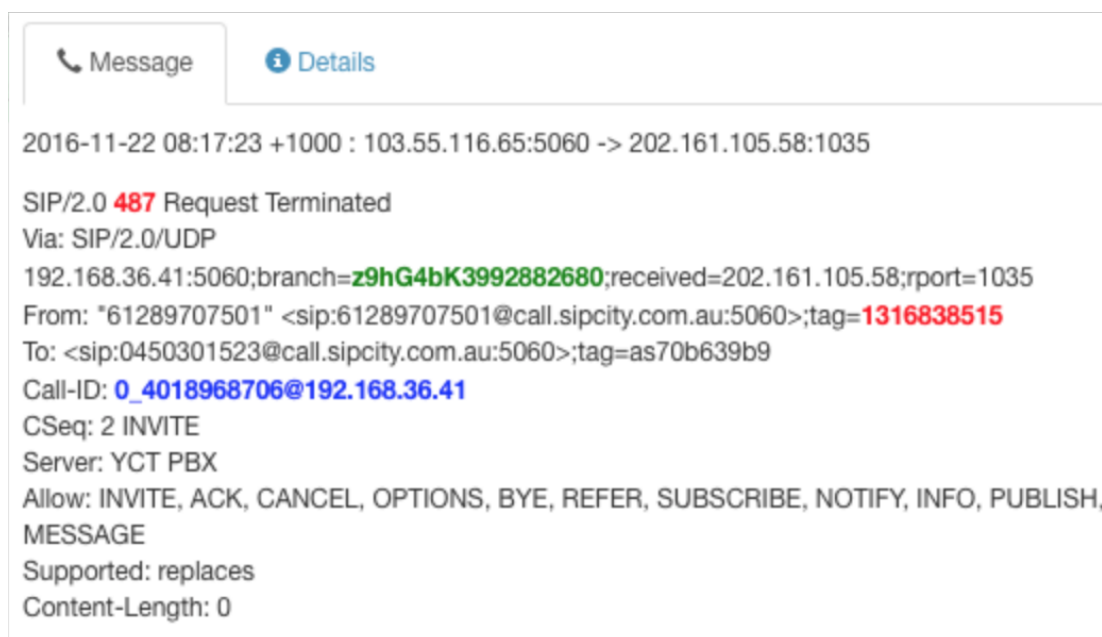 Message
Details
2016-11-22 08:17:23 +1000 : 103.55.116.65:5060 -> 202.161.105.58:1035
SIP/2.0 487 Request Terminated
Via: SIP/2.0/UDP
192.168.36.41:5060;branch=z9hG4bK3992882680;received=202.161.105.58;rport=1035
From: "61289707501" <sip:61289707501@call.sipcity.com.au:5060>;tag=1316838515
To: <sip:0450301523@call.sipcity.com.au:5060>;tag=as70b639b9
Call-ID: 0_4018968706@192.168.36.41
CSeq: 2 INVITE
Server: YCT PBX
Allow: INVITE, ACK, CANCEL, OPTIONS, BYE, REFER, SUBSCRIBE, NOTIFY, INFO, PUBLISH,
MESSAGE
Supported: replaces
Content-Length: 0